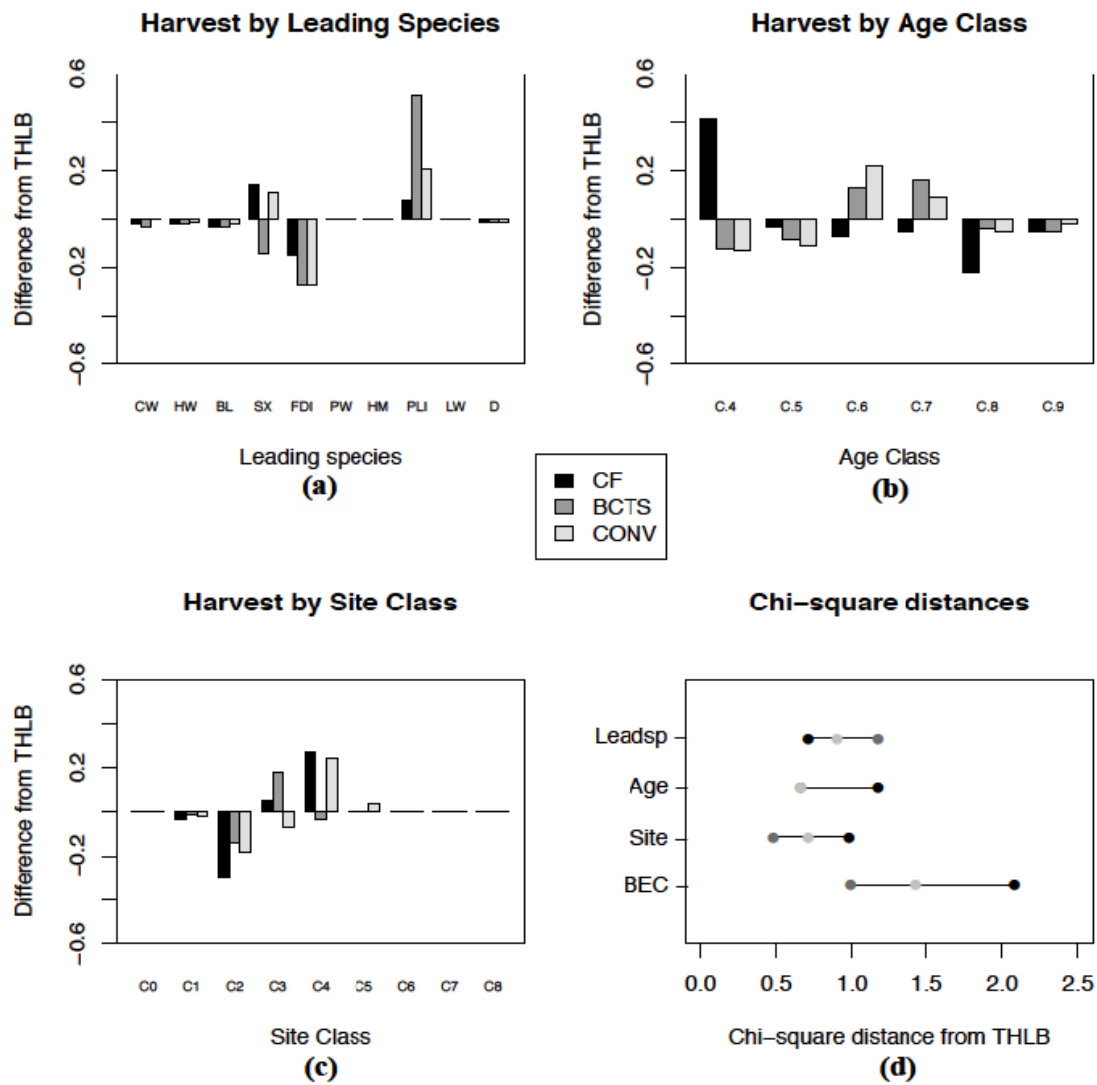 Harvest by Leading Species
Difference from THLB
0.6
0.2
−0.2
−0.6
CW HW BL SX FDI PW HM PLI LW D
Leading species
(a)
Harvest by Age Class
Difference from THLB
0.6
0.2
−0.2
−0.6
C.4 C.5 C.6 C.7 C.8 C.9
Age Class
(b)
CF
BCTS
CONV
Harvest by Site Class
Difference from THLB
0.6
0.2
−0.2
−0.6
C0 C1 C2 C3 C4 C5 C6 C7 C8
Site Class
(c)
Chi−square distances
Leadsp
Age
Site
BEC
0.0 0.5 1.0 1.5 2.0 2.5
Chi−square distance from THLB
(d)